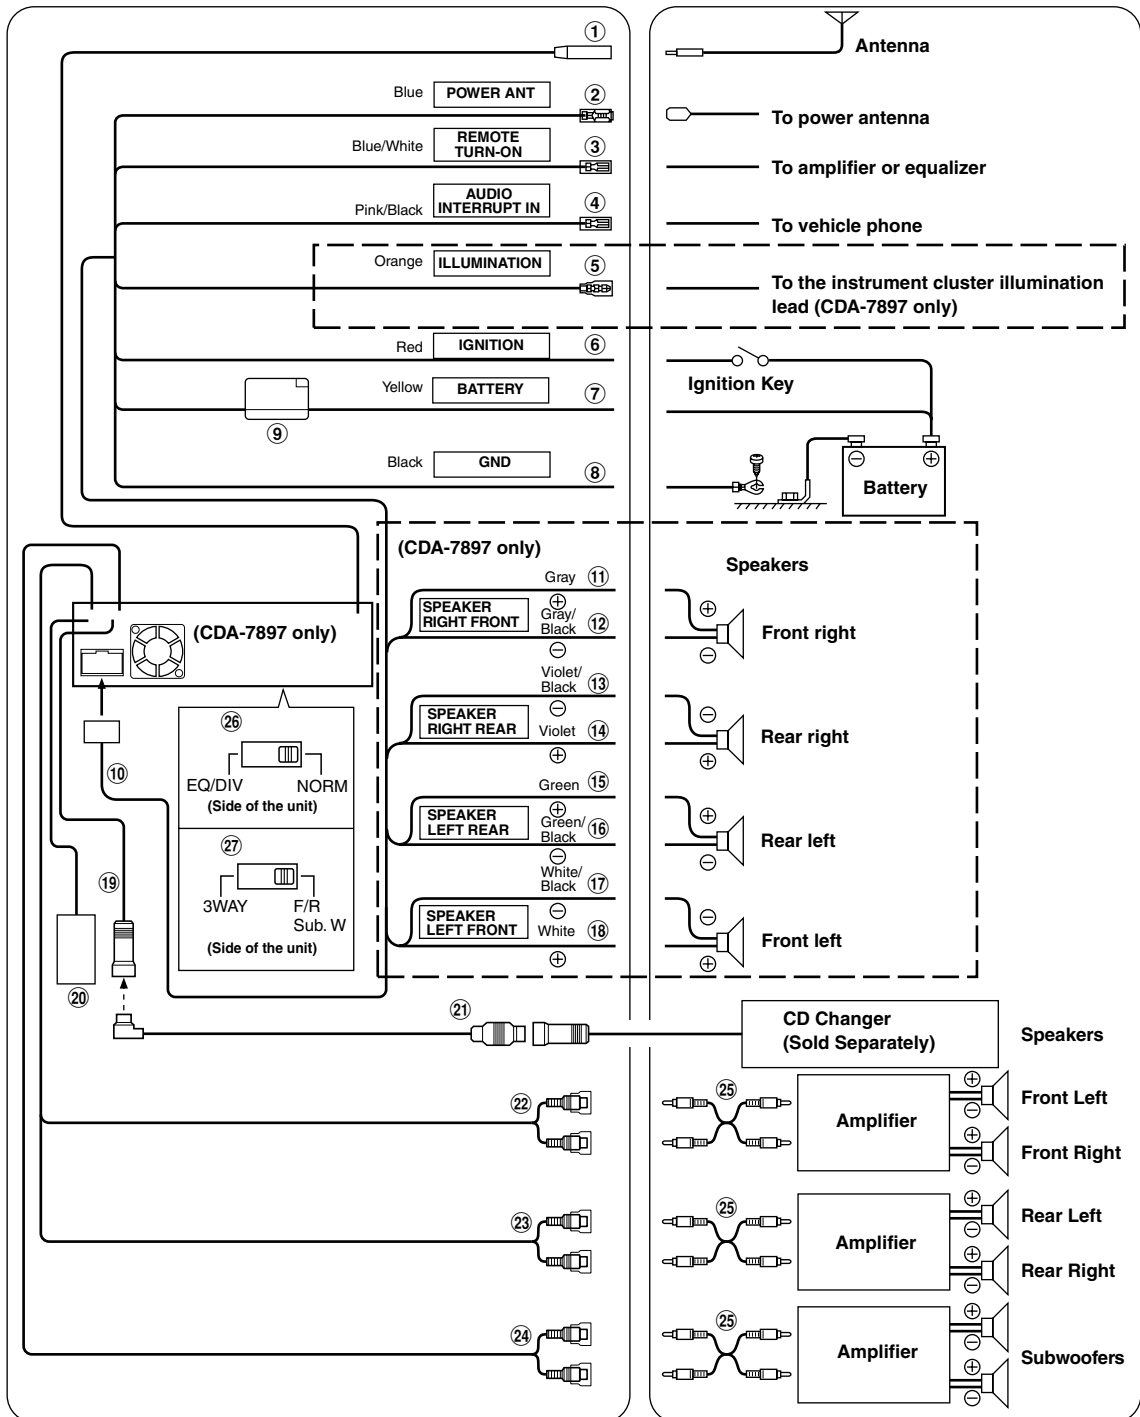 ①
Antenna
Blue POWER ANT ②
To power antenna
Blue/White REMOTE
TURN-ON ③
To amplifier or equalizer
Pink/Black AUDIO
INTERRUPT IN ④
To vehicle phone
Orange ILLUMINATION ⑤
To the instrument cluster illumination
lead (CDA-7897 only)
Red IGNITION ⑥
Ignition Key
Yellow BATTERY ⑦
⑨
Black GND ⑧
⊖ ⊕
Battery
(CDA-7897 only)
Speakers
(CDA-7897 only)
Gray ⑪
SPEAKER
RIGHT FRONT
⊕
Gray/
Black ⑫
⊖
⊕
Front right
⊖
Violet/
Black ⑬
SPEAKER
RIGHT REAR
⊖
Violet ⑭
⊕
⊖
Rear right
⊕
Green ⑮
SPEAKER
LEFT REAR
⊕
Green/
Black ⑯
⊖
⊕
Rear left
⊖
White/
Black ⑰
SPEAKER
LEFT FRONT
⊖
White ⑱
⊕
⊖
Front left
⊕
⑩
㉖
EQ/DIV NORM
(Side of the unit)
㉗
3WAY F/R
Sub. W
(Side of the unit)
⑲
⑳
㉑
CD Changer
(Sold Separately)
Speakers
㉒
㉕
Amplifier
⊕
Front Left
⊖
⊕
Front Right
⊖
㉓
㉕
Amplifier
⊕
Rear Left
⊖
⊕
Rear Right
⊖
㉔
㉕
Amplifier
⊕
⊖
Subwoofers
⊕
⊖